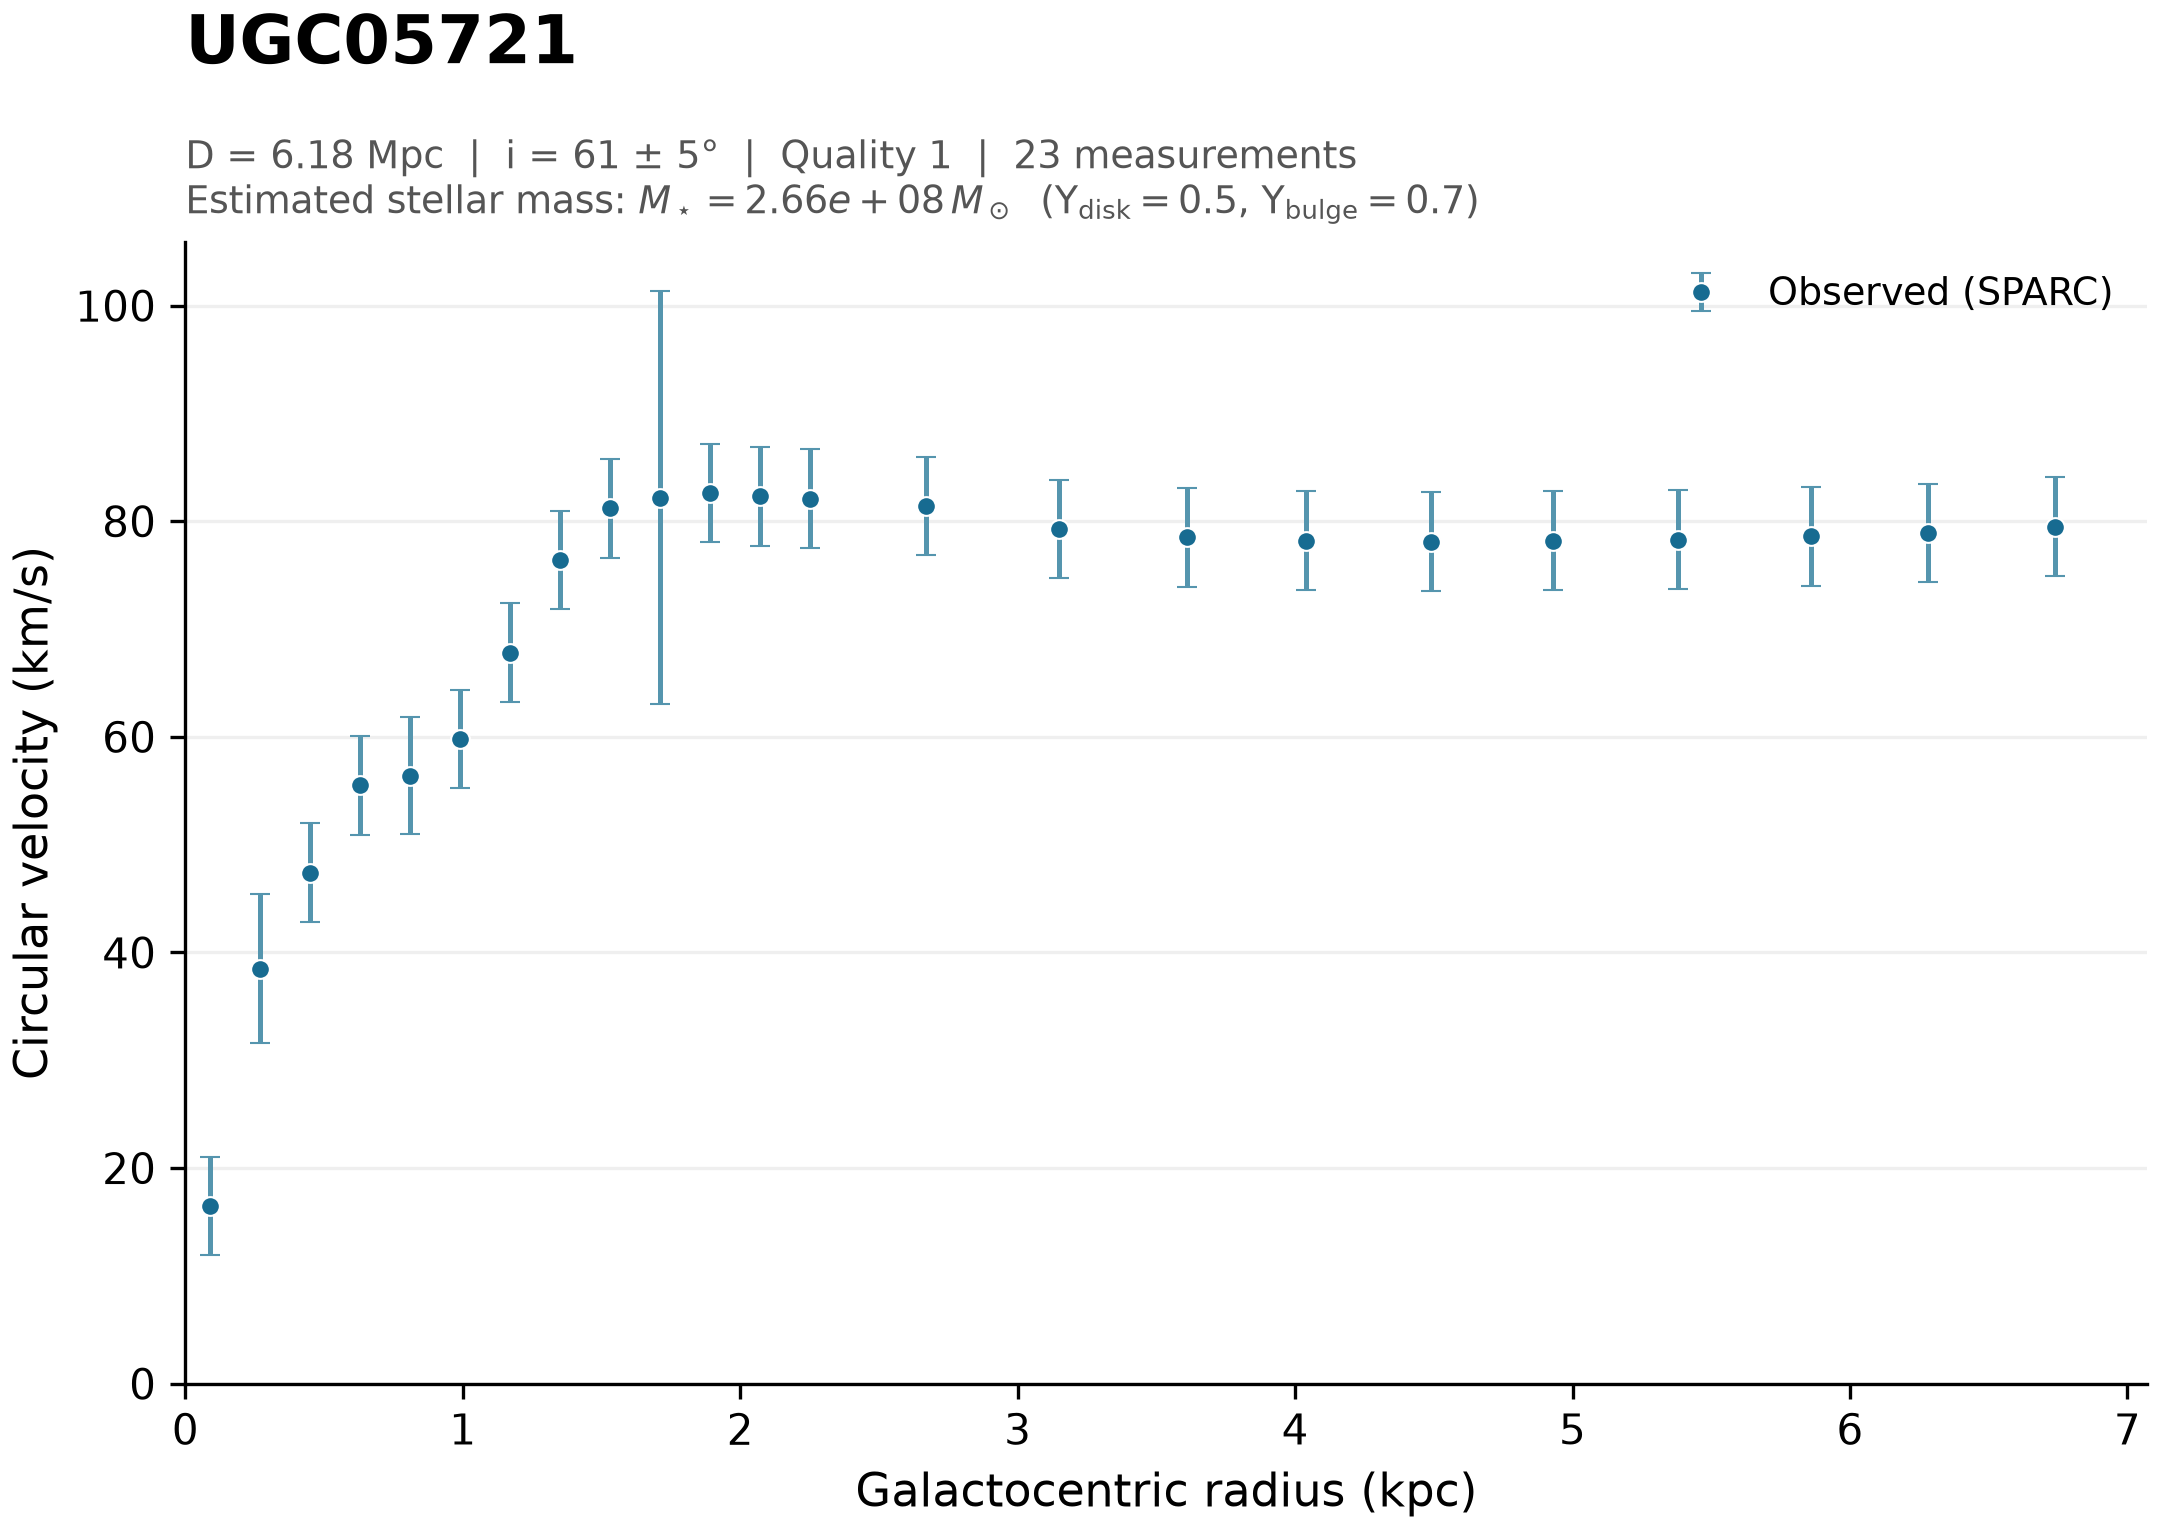 UGC05721
D = 6.18 Mpc | i = 61 ± 5° | Quality 1 | 23 measurements
Estimated stellar mass: M⋆ = 2.66e + 08 M⊙ (Ydisk = 0.5, Ybulge = 0.7)
Observed (SPARC)
100
80
60
40
20
0
Circular velocity (km/s)
0 1 2 3 4 5 6 7
Galactocentric radius (kpc)